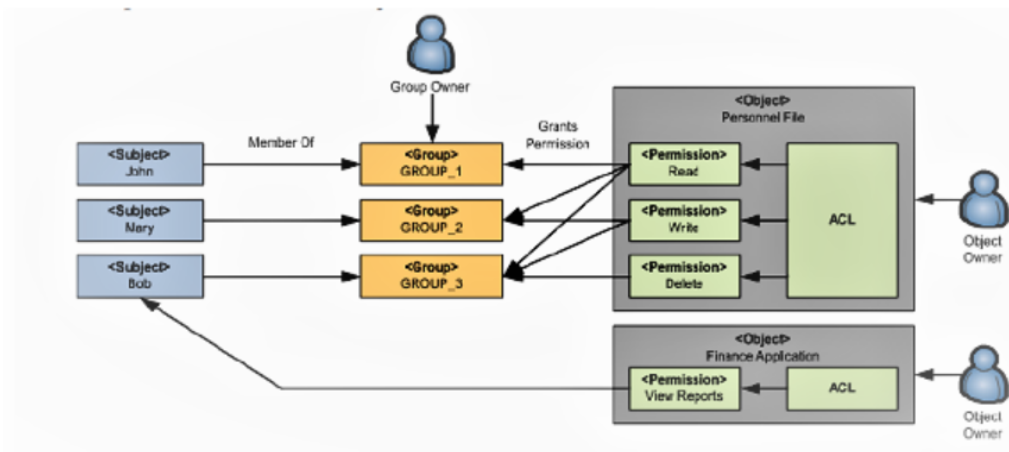 Group Owner
Member Of
Grants
Permission
<Subject>
John
<Subject>
Mary
<Subject>
Bob
<Group>
GROUP_1
<Group>
GROUP_2
<Group>
GROUP_3
<Object>
Personnel File
<Permission>
Read
<Permission>
Write
<Permission>
Delete
ACL
Object
Owner
<Object>
Finance Application
<Permission>
View Reports
ACL
Object
Owner